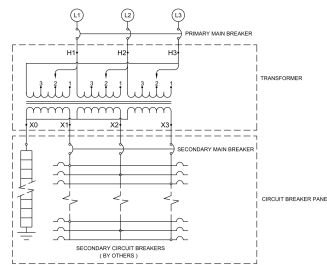 L1 L2 L3
PRIMARY MAIN BREAKER
H1 H2 H3
3 2 1 3 2 1 3 2 1
TRANSFORMER
X0 X1 X2 X3
SECONDARY MAIN BREAKER
CIRCUIT BREAKER PANE
SECONDARY CIRCUIT BREAKERS
( BY OTHERS )